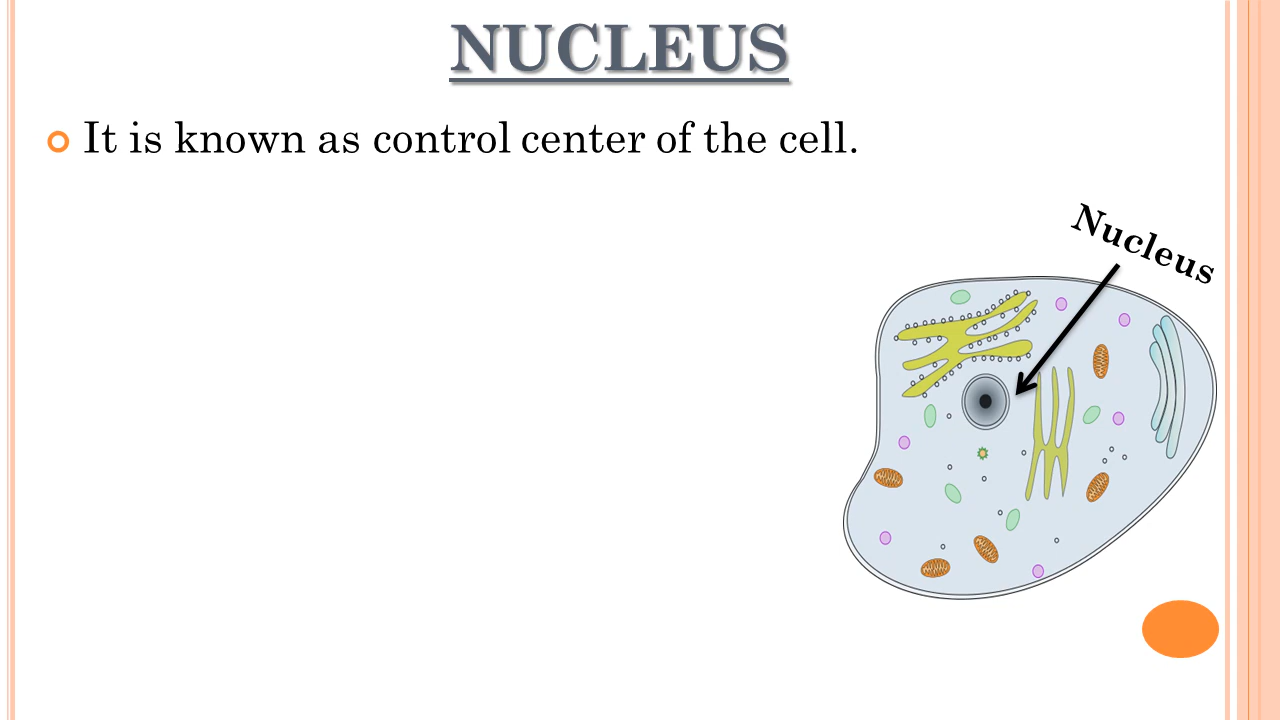 NUCLEUS
It is known as control center of the cell.
Nucleus